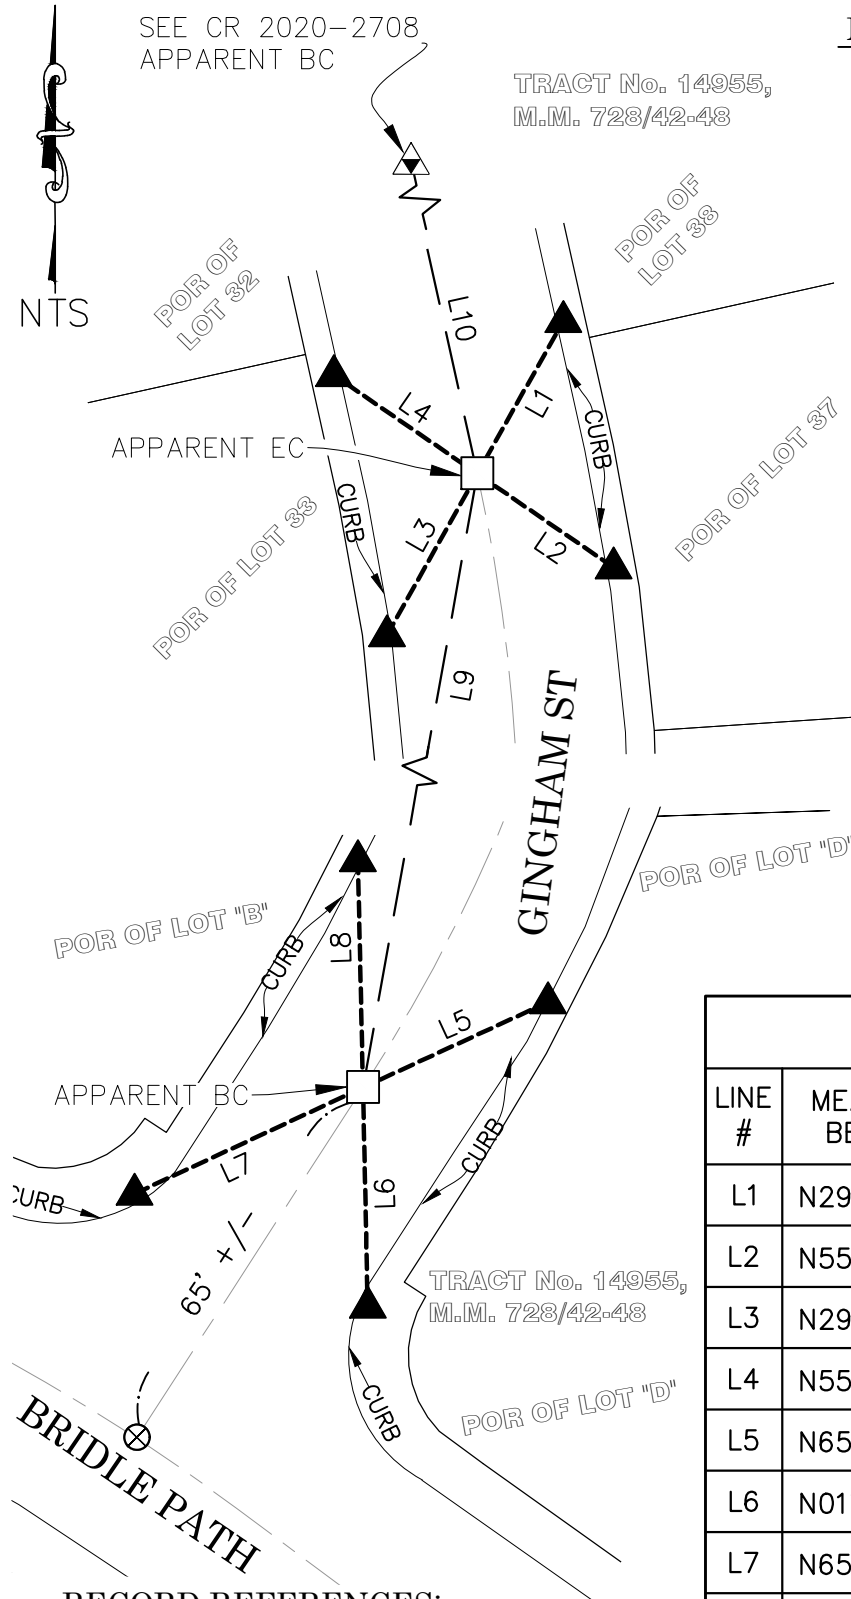 SEE CR 2020-2708
APPARENT BC
TRACT No. 14955,
M.M. 728/42-48
POR OF
LOT 38
POR OF
LOT 32
NTS
L10
L1
L4
CURB
APPARENT EC
POR OF LOT 37
CURB
L3
L2
POR OF LOT 33
L9
GINGHAM ST
POR OF LOT "D"
POR OF LOT "B"
L8
CURB
L5
APPARENT BC
LINE
#
L1
N29
L2
N55
L3
N29
L4
N55
L5
N65
L6
N01
L7
N65
CURB
L7
L6
CURB
65' +/-
TRACT No. 14955,
M.M. 728/42-48
POR OF LOT "D"
CURB
BRIDLE PATH
RECORD REFERENCES: